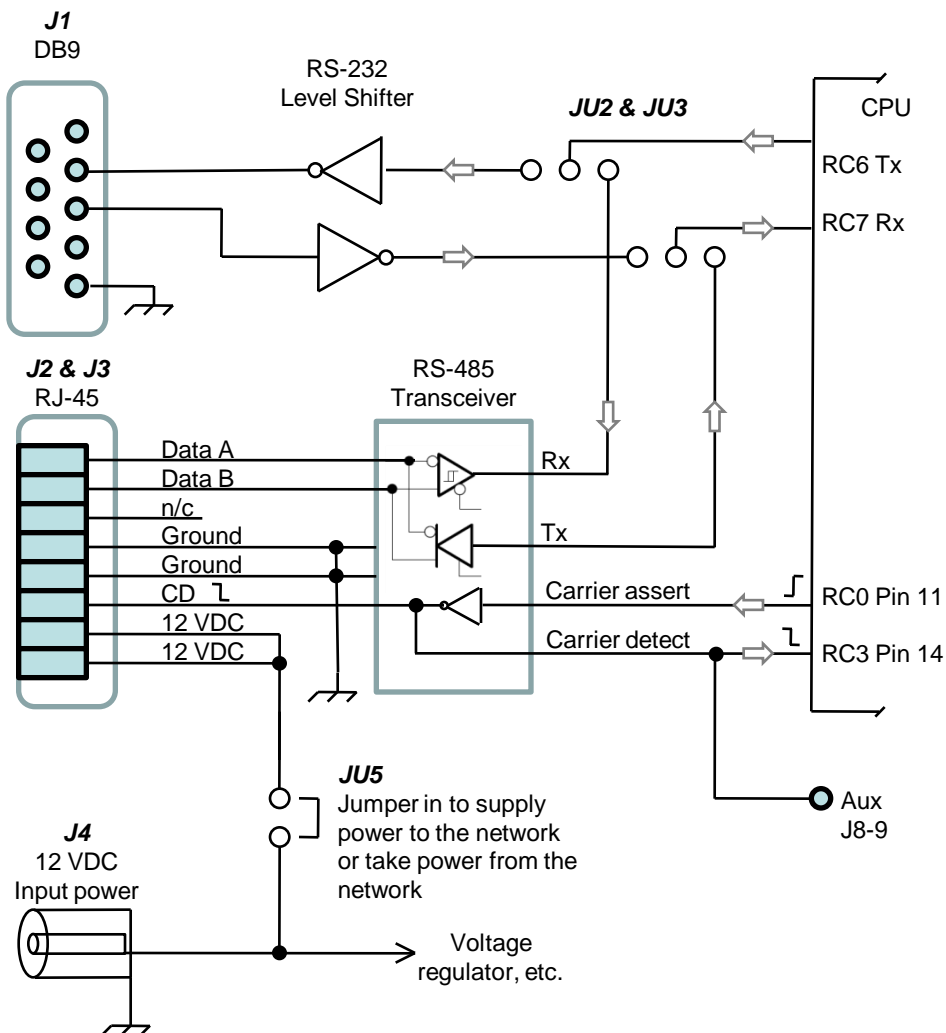 J1
DB9
RS-232
Level Shifter
JU2 & JU3
CPU
RC6 Tx
RC7 Rx
J2 & J3
RJ-45
RS-485
Transceiver
Data A
Data B
n/c
Ground
Ground
CD
12 VDC
12 VDC
Rx
Tx
Carrier assert
Carrier detect
RC0 Pin 11
RC3 Pin 14
Aux
J8-9
JU5
Jumper in to supply
power to the network
or take power from the
network
J4
12 VDC
Input power
Voltage
regulator, etc.